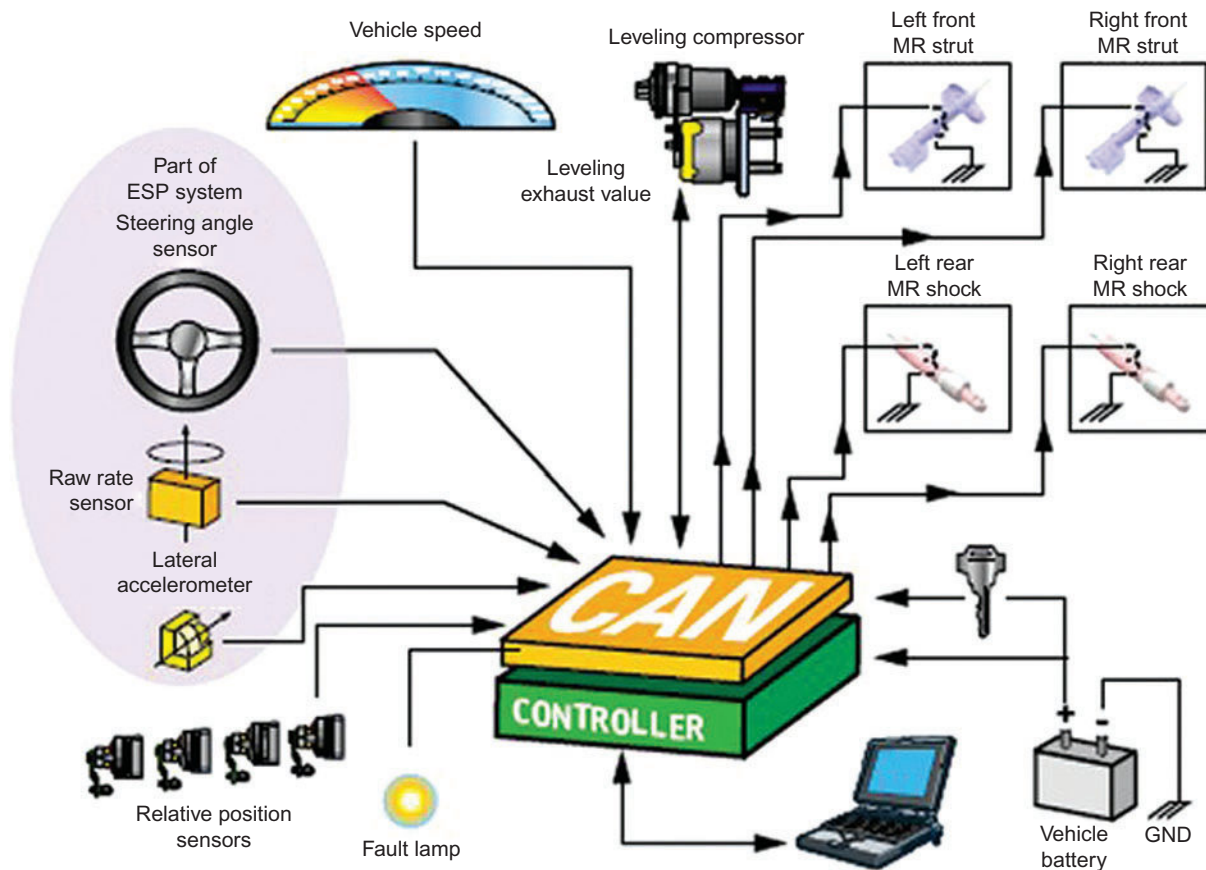 Vehicle speed
Leveling compressor
Left front
MR strut
Right front
MR strut
Part of
ESP system
Steering angle
sensor
Leveling
exhaust value
Left rear
MR shock
Right rear
MR shock
Raw rate
sensor
Lateral
accelerometer
CAN
CONTROLLER
Relative position
sensors
Fault lamp
+
-
Vehicle
battery
GND